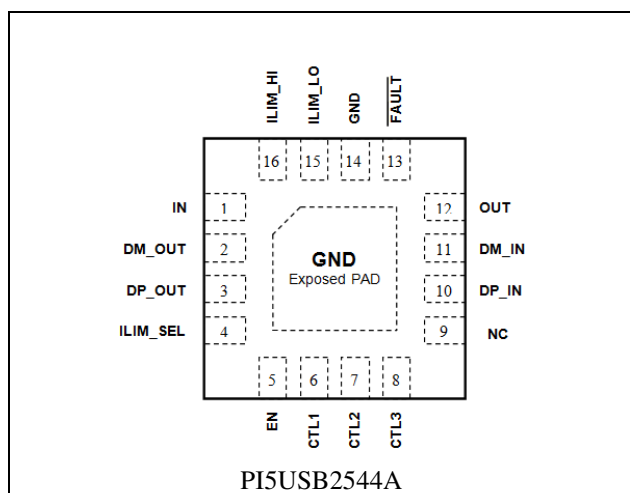 ILIM_HI
ILIM_LO
GND
FAULT
16
15
14
13
IN
1
12
OUT
DM_OUT
2
11
DM_IN
GND
Exposed PAD
DP_OUT
3
10
DP_IN
ILIM_SEL
4
9
NC
5
6
7
8
EN
CTL1
CTL2
CTL3
PI5USB2544A